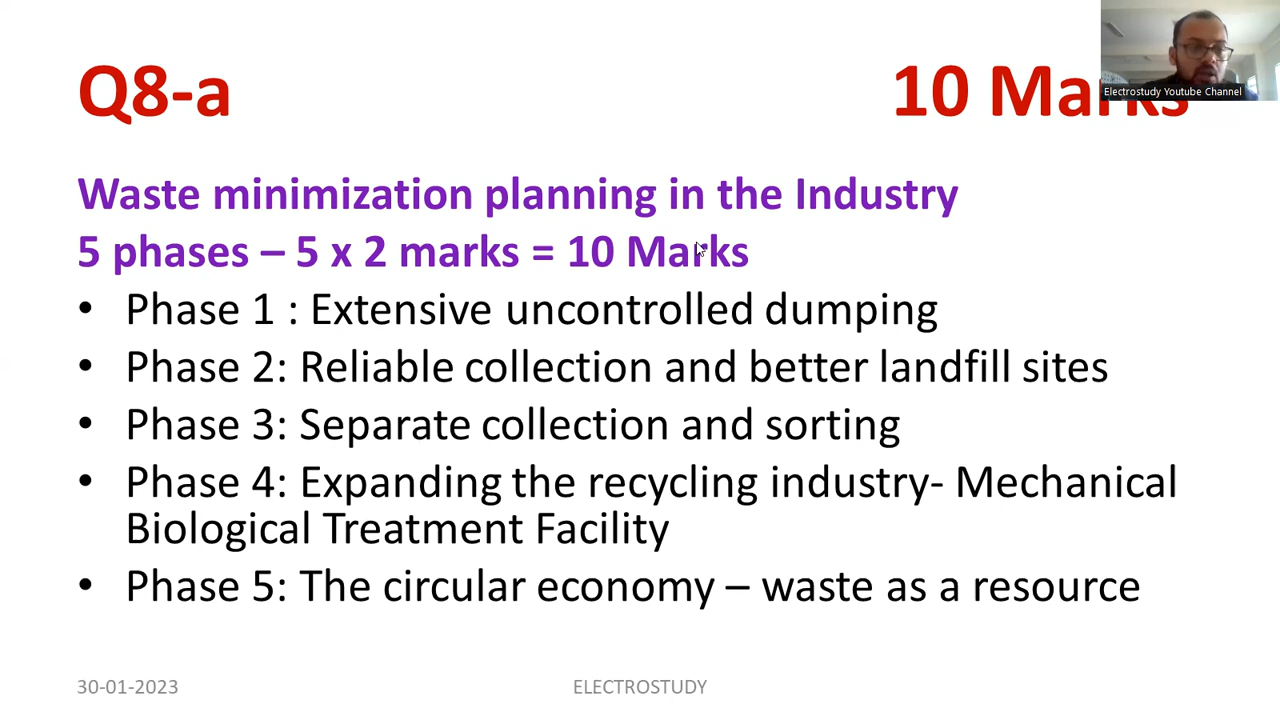 Q8-a
10 Marks
Electrostudy Youtube Channel
Waste minimization planning in the Industry
5 phases – 5 x 2 marks = 10 Marks
• Phase 1 : Extensive uncontrolled dumping
• Phase 2: Reliable collection and better landfill sites
• Phase 3: Separate collection and sorting
• Phase 4: Expanding the recycling industry- Mechanical
Biological Treatment Facility
• Phase 5: The circular economy – waste as a resource
30-01-2023
ELECTROSTUDY